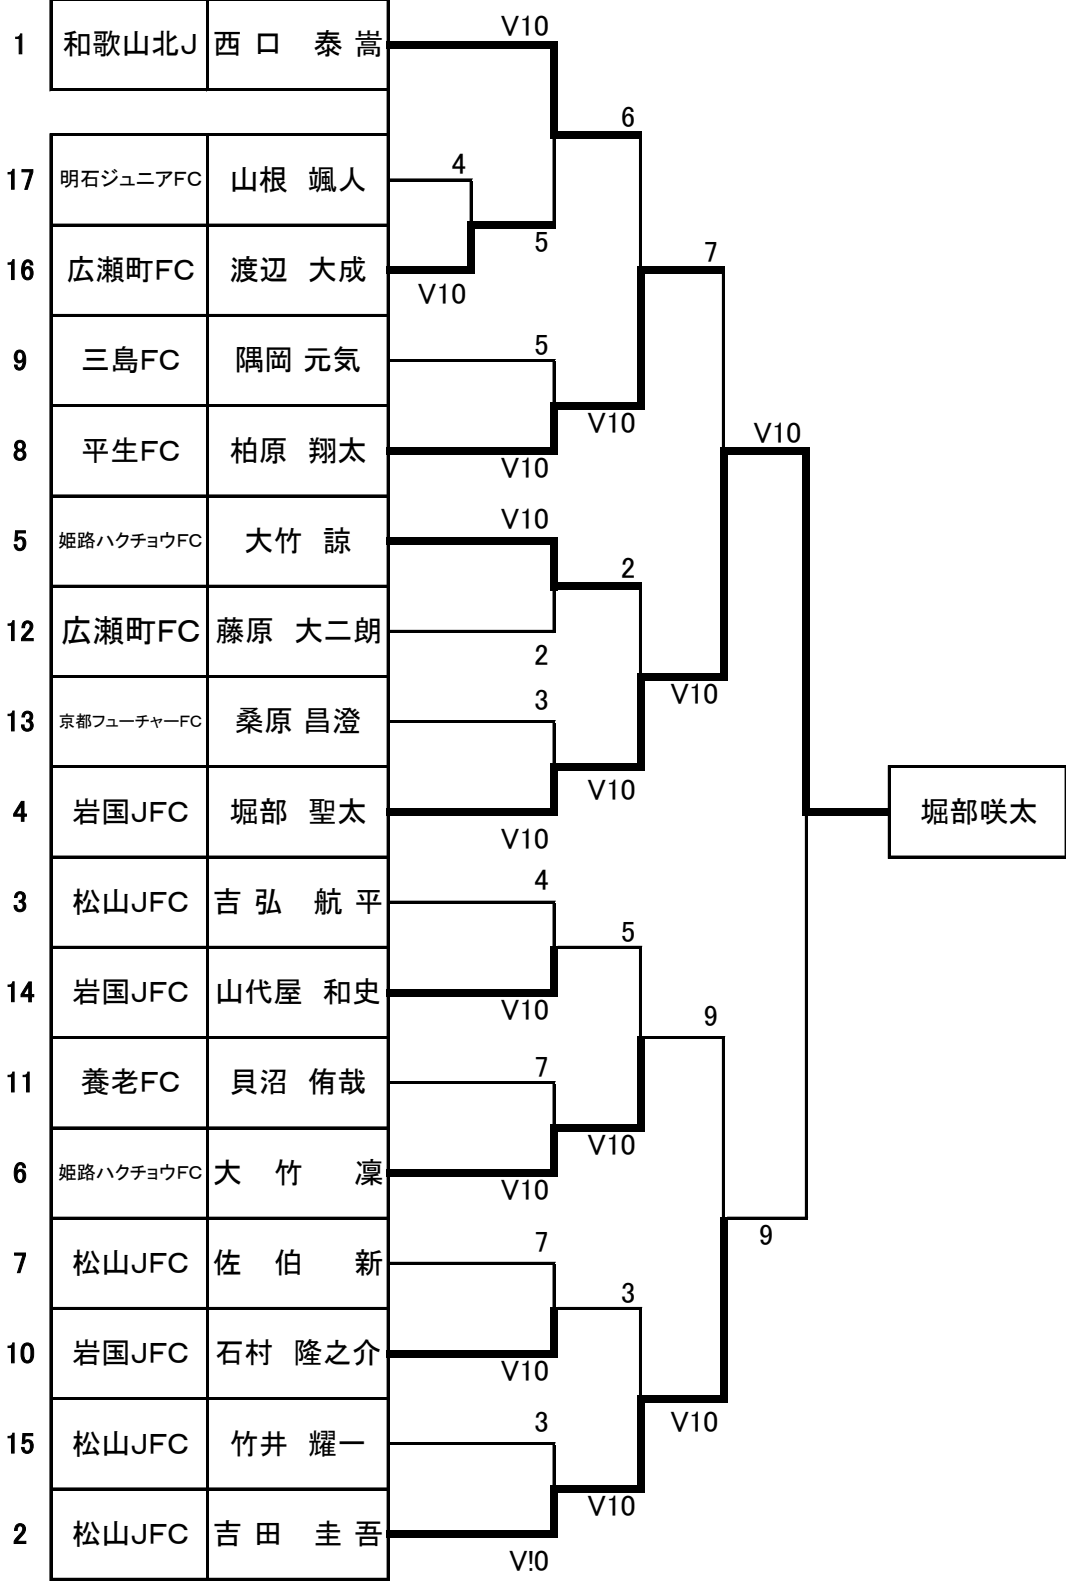 V10
1 和歌山北J 西口 泰嵩
6
17 明石ジュニアFC 山根 颯人
4
5
7
16 広瀬町FC 渡辺 大成
V10
9 三島FC 隅岡 元気
5
V10
V10
8 平生FC 柏原 翔太
V10
V10
5 姫路ハクチョウFC 大竹 諒
2
12 広瀬町FC 藤原 大二朗
2
V10
13 京都フューチャーFC 桑原 昌澄
3
V10
4 岩国JFC 堀部 聖太
堀部咲太
V10
4
3 松山JFC 吉弘 航平
5
14 岩国JFC 山代屋 和史
V10
9
11 養老FC 貝沼 侑哉
7
V10
6 姫路ハクチョウFC 大竹 凜
V10
9
7 松山JFC 佐伯 新
7
3
10 岩国JFC 石村 隆之介
V10
V10
15 松山JFC 竹井 耀一
3
V10
2 松山JFC 吉田 圭吾
V!0